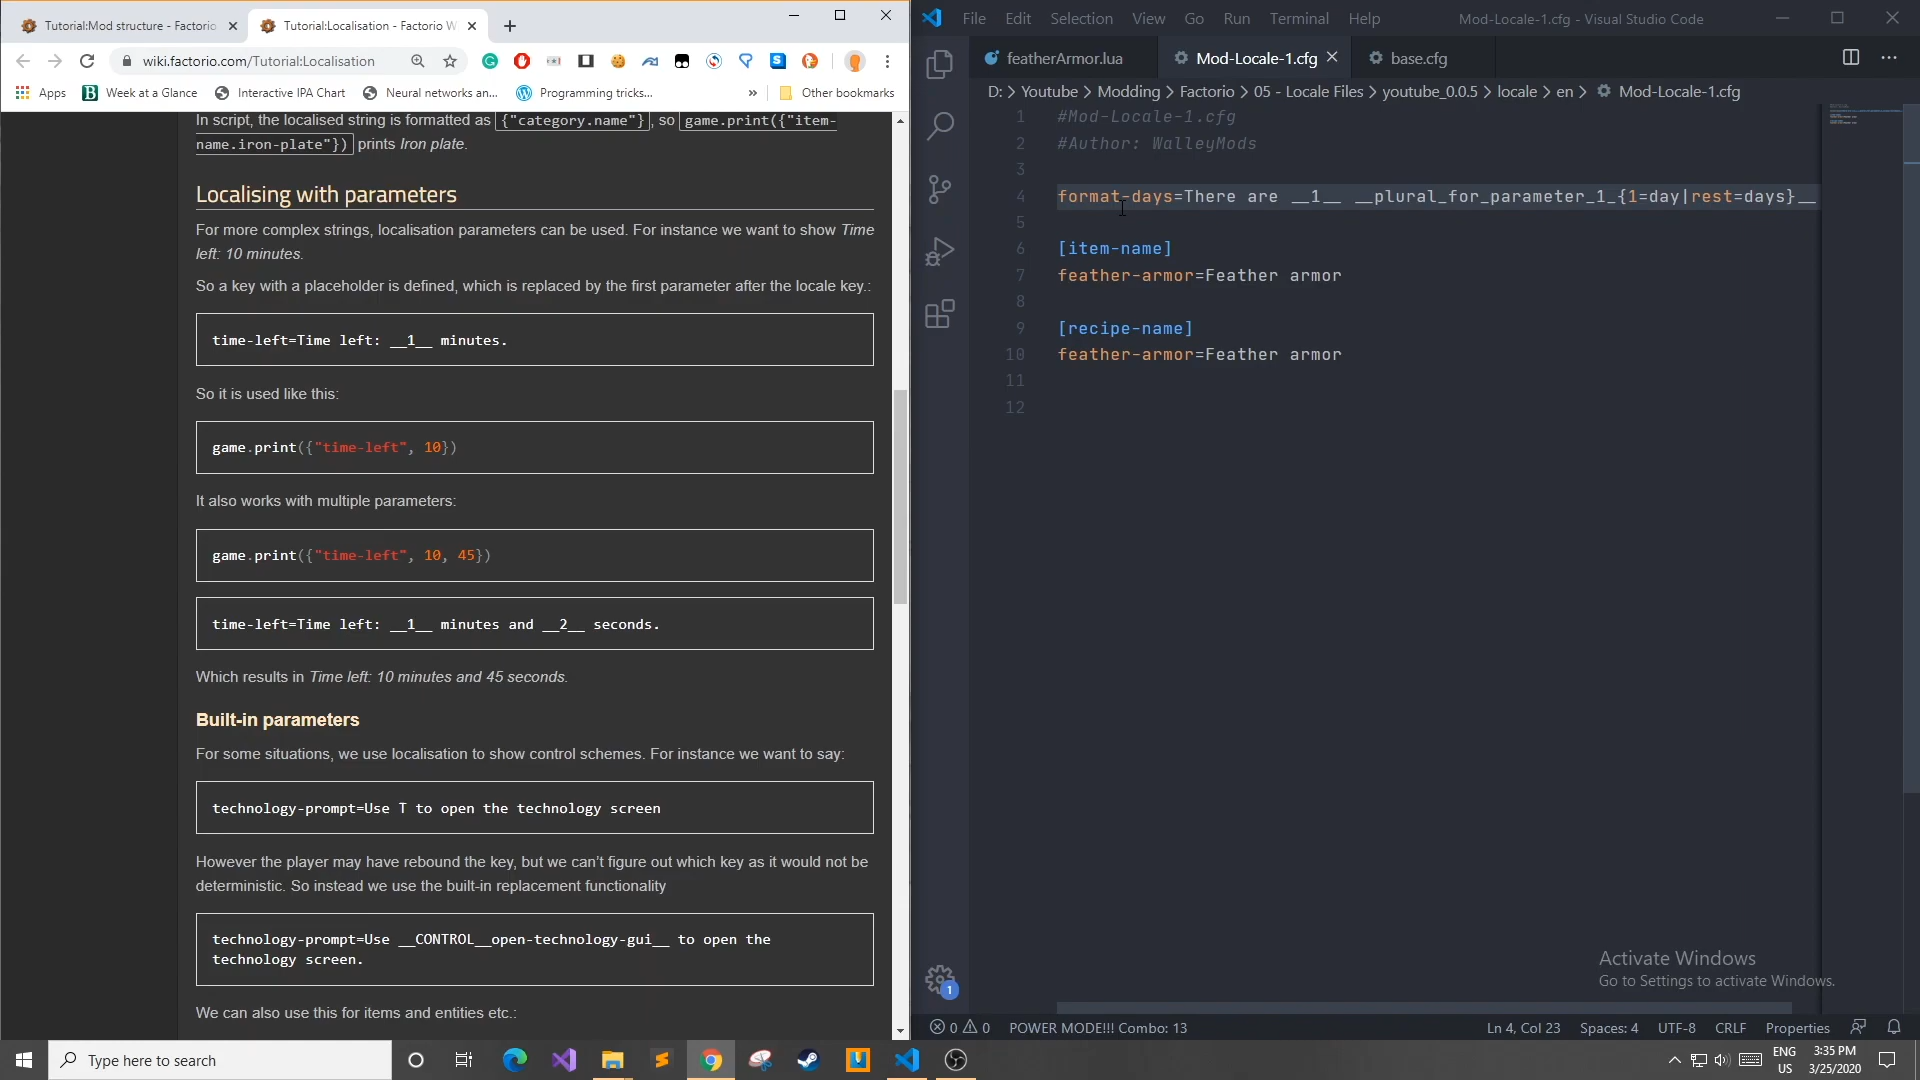 Tutorial:Mod structure - Factorio
Tutorial:Localisation - Factorio W
wiki.factorio.com/Tutorial:Localisation
Apps
Week at a Glance
Interactive IPA Chart
Neural networks an...
Programming tricks...
»
Other bookmarks
In script, the localised string is formatted as {"category.name"}, so game.print({"item-
name.iron-plate"}) prints Iron plate.
Localising with parameters
For more complex strings, localisation parameters can be used. For instance we want to show Time
left: 10 minutes.
So a key with a placeholder is defined, which is replaced by the first parameter after the locale key.:
time-left=Time left: __1__ minutes.
So it is used like this:
game.print({"time-left", 10})
It also works with multiple parameters:
game.print({"time-left", 10, 45})
time-left=Time left: __1__ minutes and __2__ seconds.
Which results in Time left: 10 minutes and 45 seconds.
Built-in parameters
For some situations, we use localisation to show control schemes. For instance we want to say:
technology-prompt=Use T to open the technology screen
However the player may have rebound the key, but we can't figure out which key as it would not be
deterministic. So instead we use the built-in replacement functionality
technology-prompt=Use __CONTROL__open-technology-gui__ to open the
technology screen.
We can also use this for items and entities etc.:
File Edit Selection View Go Run Terminal Help
Mod-Locale-1.cfg - Visual Studio Code
featherArmor.lua
Mod-Locale-1.cfg
base.cfg
D: > Youtube > Modding > Factorio > 05 - Locale Files > youtube_0.0.5 > locale > en > Mod-Locale-1.cfg
1 #Mod-Locale-1.cfg
2 #Author: WalleyMods
3
4 format-days=There are __1__ __plural_for_parameter_1_{1=day|rest=days}__
5
6 [item-name]
7 feather-armor=Feather armor
8
9 [recipe-name]
10 feather-armor=Feather armor
11
12
Activate Windows
Go to Settings to activate Windows.
1
0 0 POWER MODE!!! Combo: 13
Ln 4, Col 23 Spaces: 4 UTF-8 CRLF Properties
Type here to search
ENG
US
3:35 PM
3/25/2020